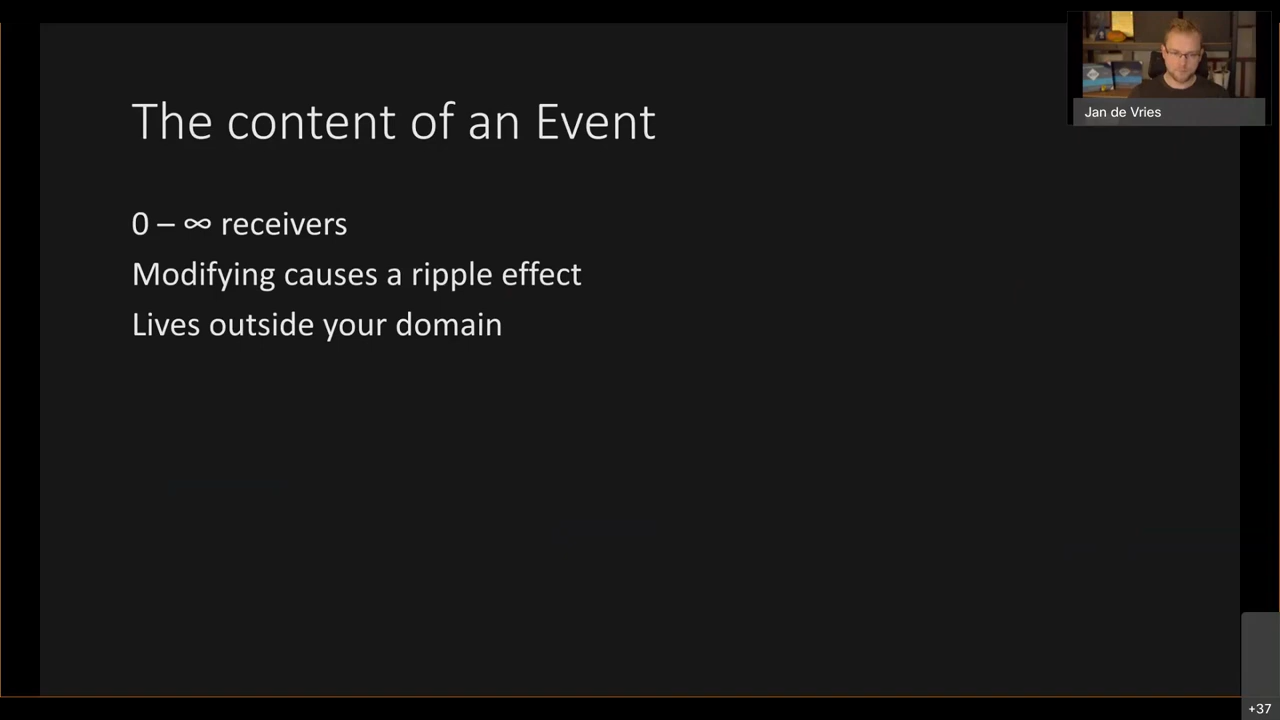 The content of an Event
0 – ∞ receivers
Modifying causes a ripple effect
Lives outside your domain
Jan de Vries
+37